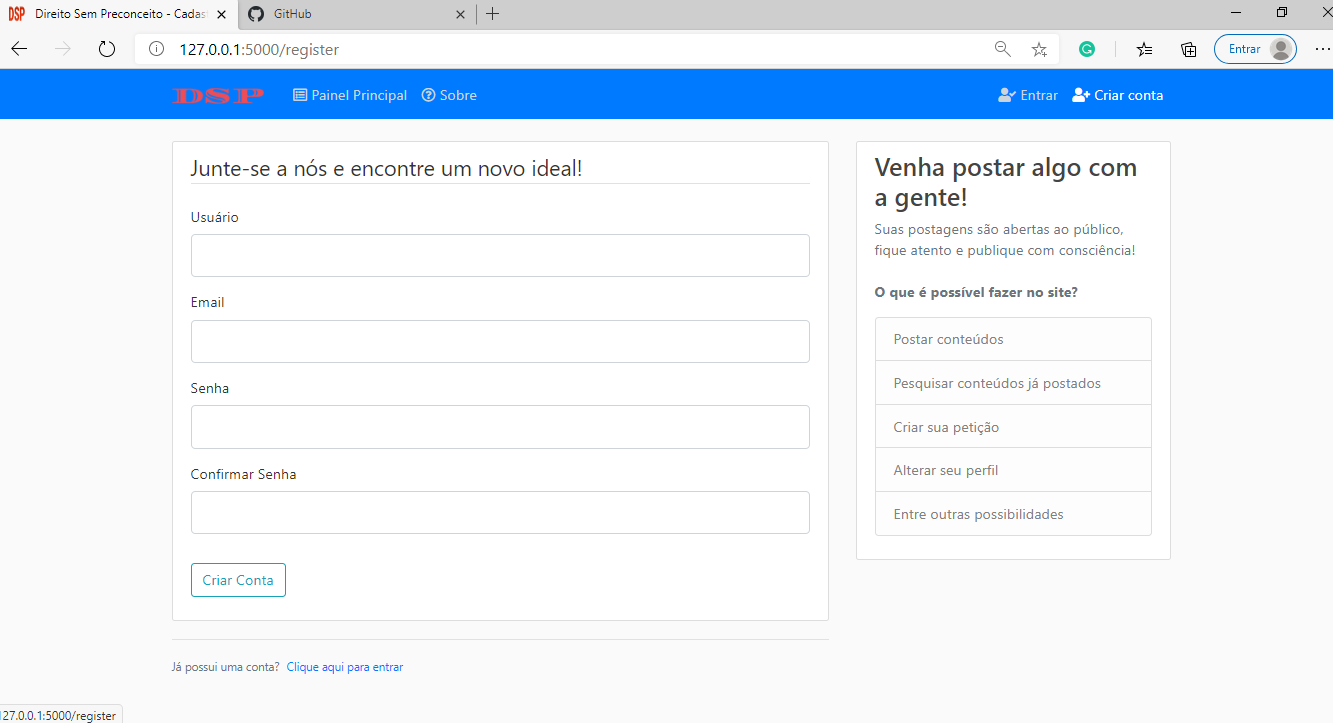 DSP Direito Sem Preconceito - Cadas
GitHub
127.0.0.1:5000/register
Entrar
DSP
Painel Principal
Sobre
Entrar
Criar conta
Junte-se a nós e encontre um novo ideal!
Usuário
Email
Senha
Confirmar Senha
Criar Conta
Já possui uma conta? Clique aqui para entrar
Venha postar algo com
a gente!
Suas postagens são abertas ao público,
fique atento e publique com consciência!
O que é possível fazer no site?
Postar conteúdos
Pesquisar conteúdos já postados
Criar sua petição
Alterar seu perfil
Entre outras possibilidades
127.0.0.1:5000/register